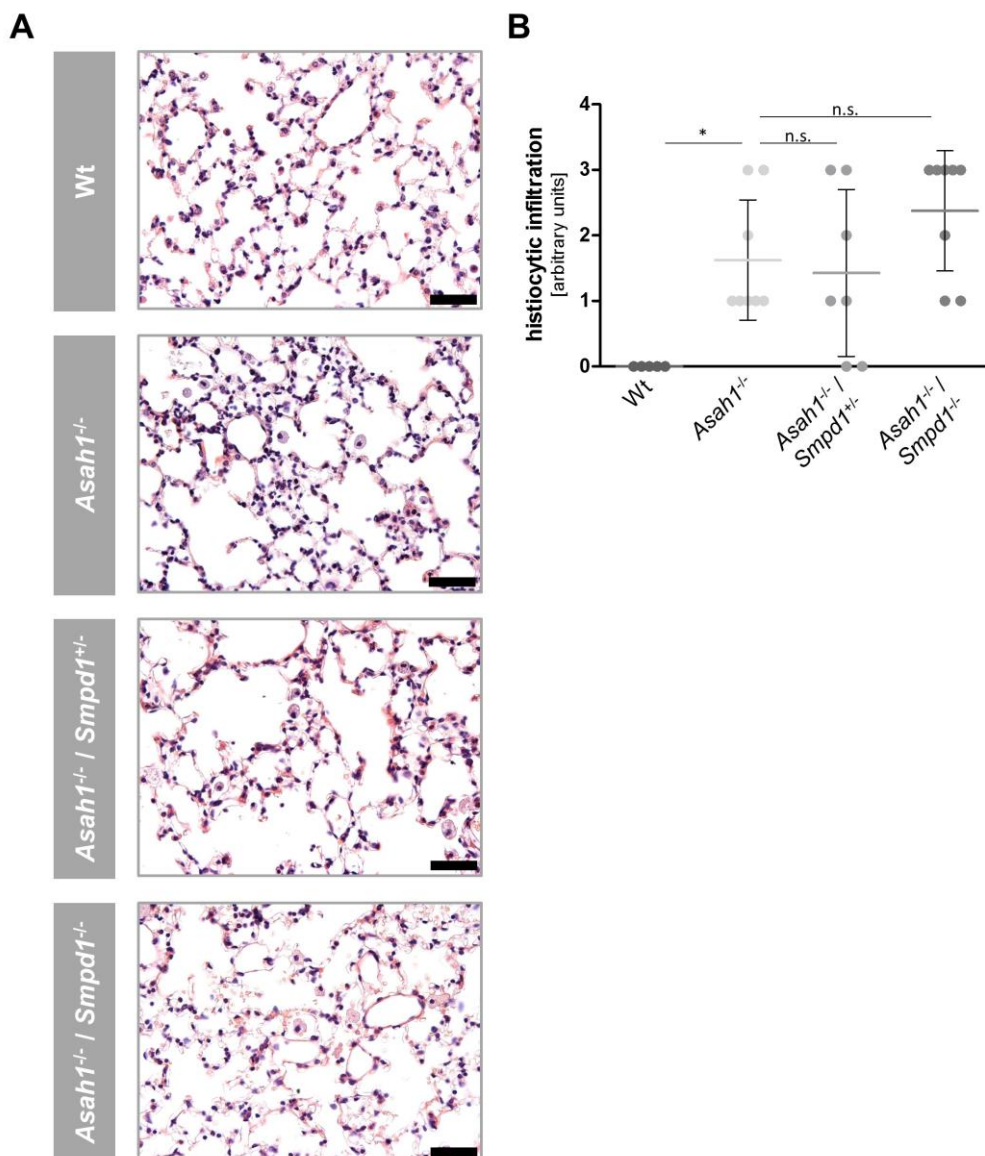 A
Wt
Asah1-/-
Asah1-/- / Smpd1+/-
Asah1-/- / Smpd1-/-
B
histiocytic infiltration
[arbitrary units]
4
3
2
1
0
*
n.s.
n.s.
Wt
Asah1-/-
Asah1-/- /
Smpd1+/-
Asah1-/- /
Smpd1-/-